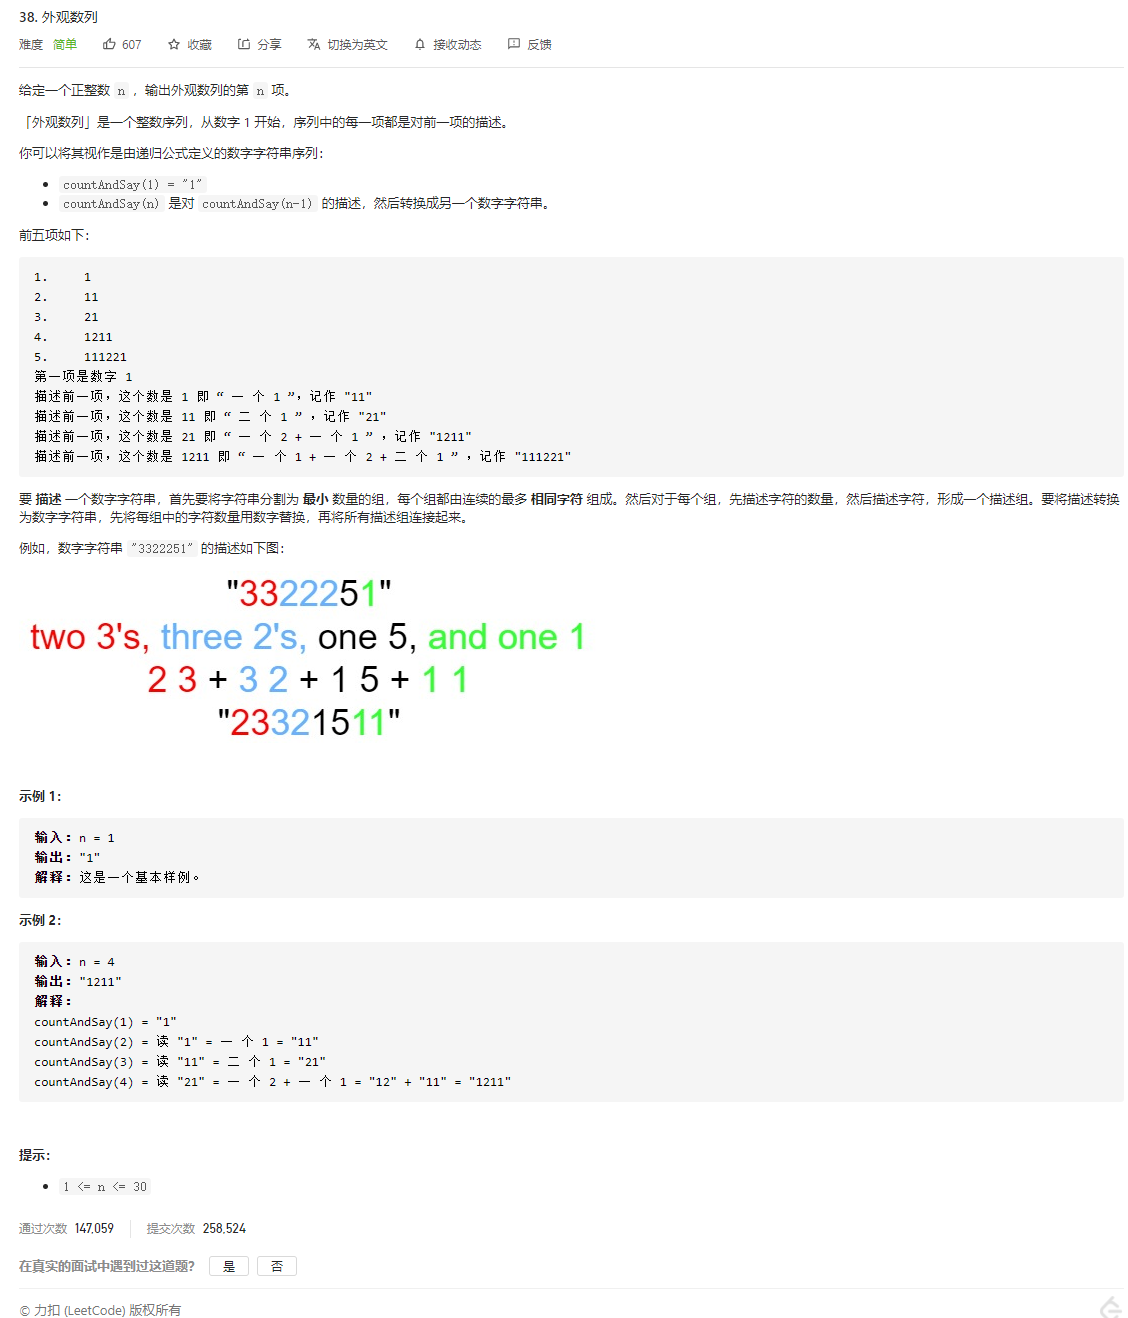 38. 外观数列
难度 简单 607 收藏 分享 切换为英文 接收动态 反馈
给定一个正整数 n ，输出外观数列的第 n 项。
「外观数列」是一个整数序列，从数字 1 开始，序列中的每一项都是对前一项的描述。
你可以将其视作是由递归公式定义的数字字符串序列：
countAndSay(1) = "1"
countAndSay(n) 是对 countAndSay(n-1) 的描述，然后转换成另一个数字字符串。
前五项如下：
1. 1
2. 11
3. 21
4. 1211
5. 111221
第一项是数字 1
描述前一项，这个数是 1 即 “ 一 个 1 ”，记作 "11"
描述前一项，这个数是 11 即 “ 二 个 1 ” ，记作 "21"
描述前一项，这个数是 21 即 “ 一 个 2 + 一 个 1 ” ，记作 "1211"
描述前一项，这个数是 1211 即 “ 一 个 1 + 一 个 2 + 二 个 1 ” ，记作 "111221"
要 描述 一个数字字符串，首先要将字符串分割为 最小 数量的组，每个组都由连续的最多 相同字符 组成。然后对于每个组，先描述字符的数量，然后描述字符，形成一个描述组。要将描述转换
为数字字符串，先将每组中的字符数量用数字替换，再将所有描述组连接起来。
例如，数字字符串 "3322251" 的描述如下图：
"3322251"
two 3's, three 2's, one 5, and one 1
2 3 + 3 2 + 1 5 + 1 1
"23321511"
示例 1：
输入：n = 1
输出："1"
解释：这是一个基本样例。
示例 2：
输入：n = 4
输出："1211"
解释：
countAndSay(1) = "1"
countAndSay(2) = 读 "1" = 一 个 1 = "11"
countAndSay(3) = 读 "11" = 二 个 1 = "21"
countAndSay(4) = 读 "21" = 一 个 2 + 一 个 1 = "12" + "11" = "1211"
提示：
1 <= n <= 30
通过次数 147,059 提交次数 258,524
在真实的面试中遇到过这道题? 是 否
© 力扣 (LeetCode) 版权所有